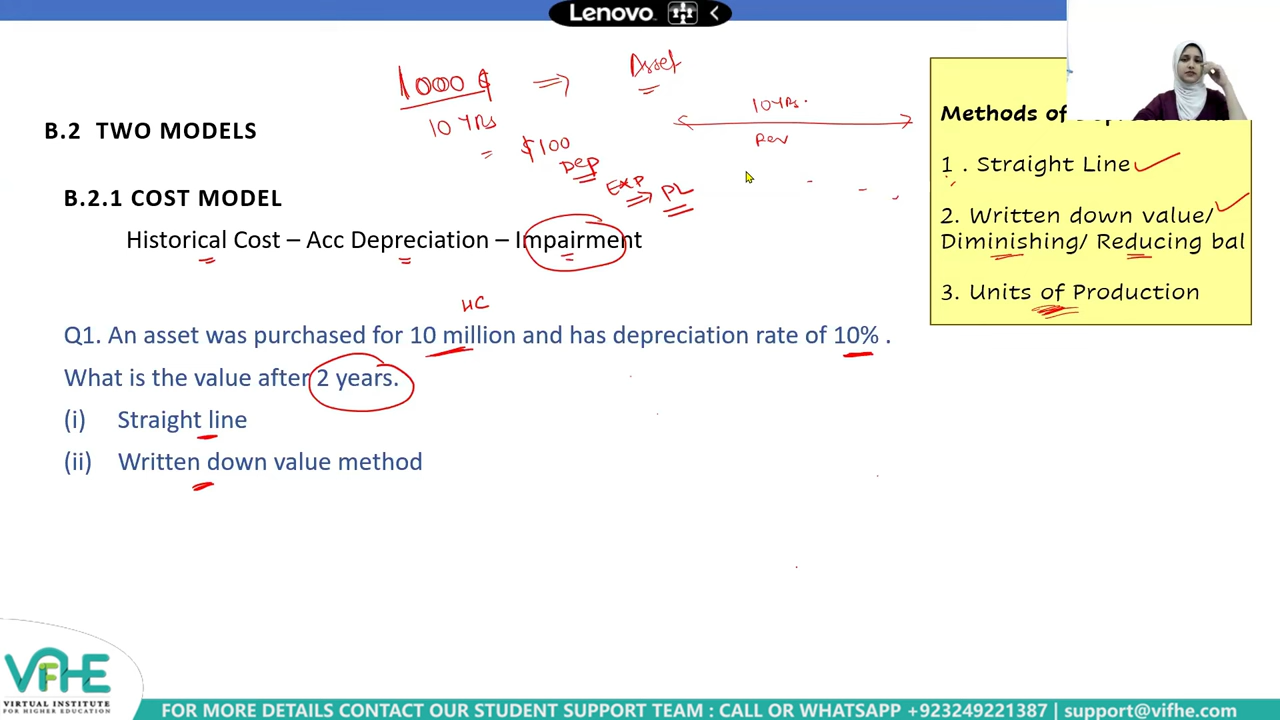 Lenovo
1000 $ ⇒ Asset
10 YRs
10 YRs.
Rev
= $100
Dep
Exp ⇒ PL
B.2 TWO MODELS
B.2.1 COST MODEL
Historical Cost – Acc Depreciation – Impairment
HC
Q1. An asset was purchased for 10 million and has depreciation rate of 10% .
What is the value after 2 years.
(i) Straight line
(ii) Written down value method
Methods of
1 . Straight Line
2. Written down value/
Diminishing/ Reducing bal
3. Units of Production
VFHE
VIRTUAL INSTITUTE
FOR HIGHER EDUCATION
FOR MORE DETAILS CONTACT OUR STUDENT SUPPORT TEAM : CALL OR WHATSAPP +923249221387 | support@vifhe.com